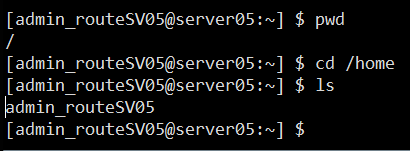 [admin_routeSV05@server05:~] $ pwd
/
[admin_routeSV05@server05:~] $ cd /home
[admin_routeSV05@server05:~] $ ls
admin_routeSV05
[admin_routeSV05@server05:~] $